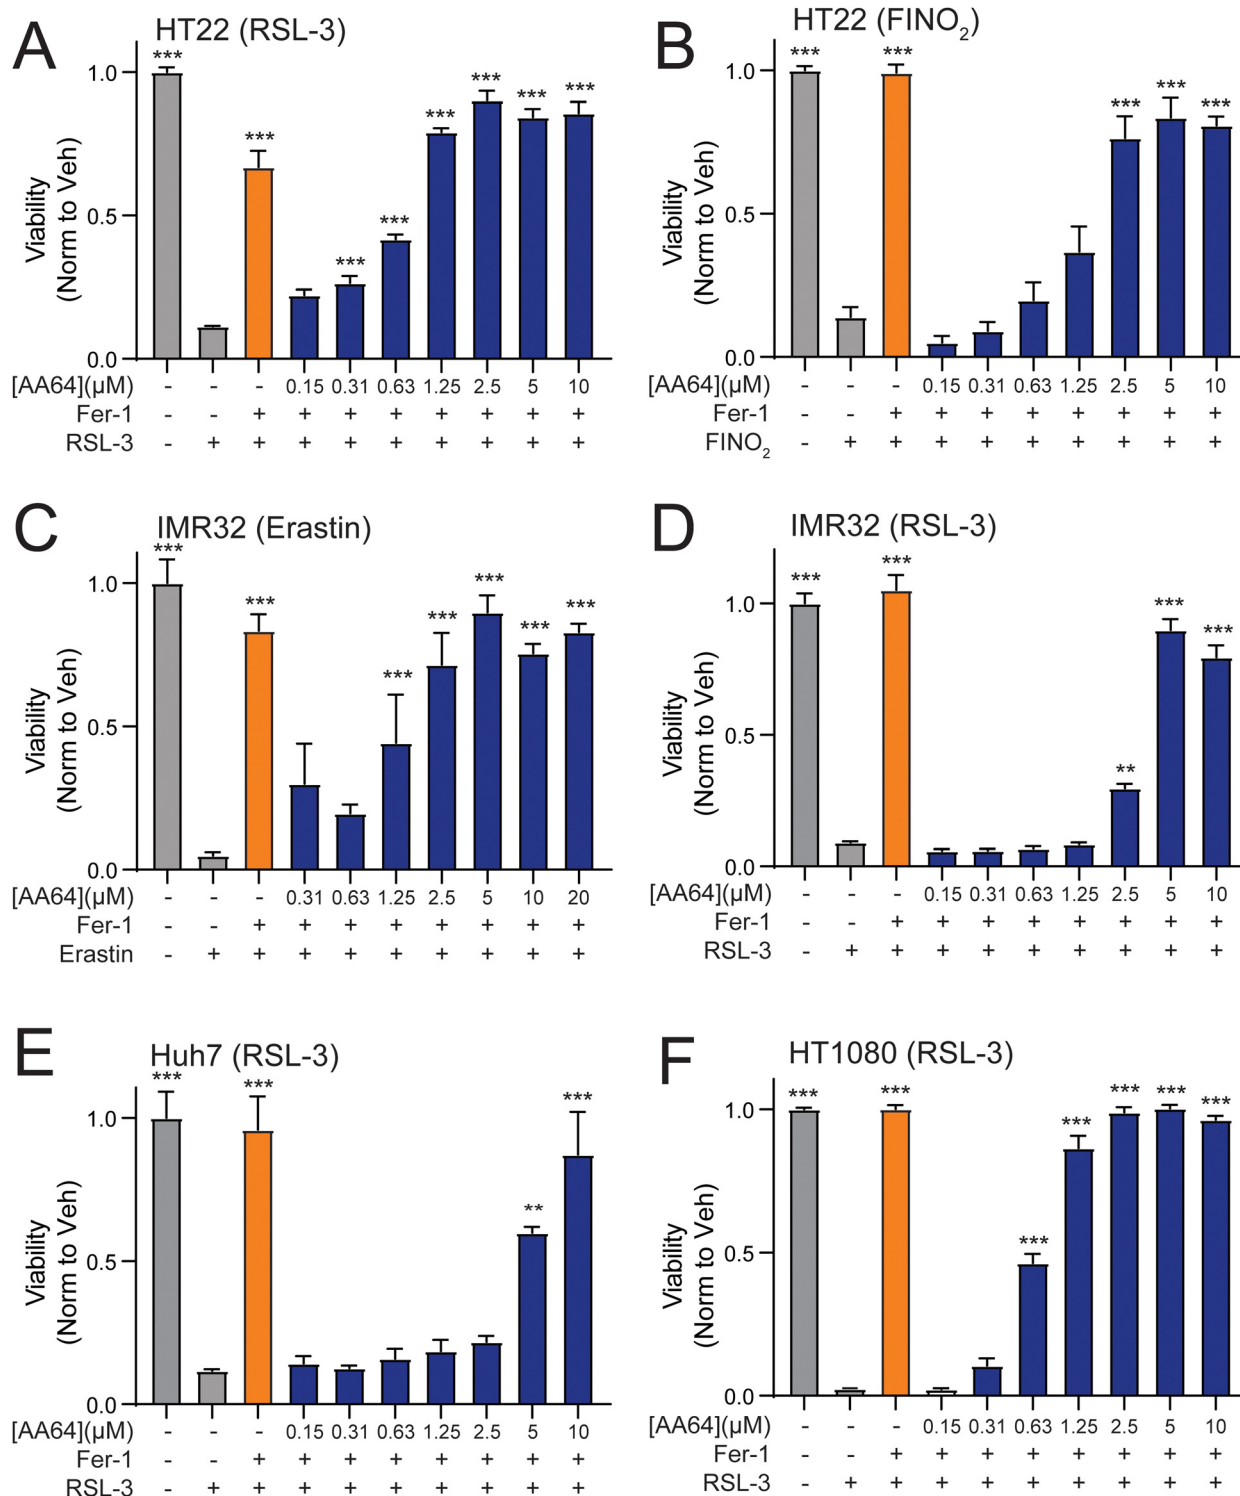 A
HT22 (RSL-3)
Viability
(Norm to Veh)
1.0
0.5
0.0
*** *** *** *** *** *** *** ***
[AA64](µM) - - - 0.15 0.31 0.63 1.25 2.5 5 10
Fer-1 - - + + + + + + + +
RSL-3 - + + + + + + + + +
B
HT22 (FINO₂)
Viability
(Norm to Veh)
1.0
0.5
0.0
*** *** *** *** ***
[AA64](µM) - - - 0.15 0.31 0.63 1.25 2.5 5 10
Fer-1 - - + + + + + + + +
FINO₂ - + + + + + + + + +
C
IMR32 (Erastin)
Viability
(Norm to Veh)
1.0
0.5
0.0
*** *** *** *** *** *** ***
[AA64](µM) - - - 0.31 0.63 1.25 2.5 5 10 20
Fer-1 - - + + + + + + + +
Erastin - + + + + + + + + +
D
IMR32 (RSL-3)
Viability
(Norm to Veh)
1.0
0.5
0.0
*** *** ** *** ***
[AA64](µM) - - - 0.15 0.31 0.63 1.25 2.5 5 10
Fer-1 - - + + + + + + + +
RSL-3 - + + + + + + + + +
E
Huh7 (RSL-3)
Viability
(Norm to Veh)
1.0
0.5
0.0
*** *** ** ***
[AA64](µM) - - - 0.15 0.31 0.63 1.25 2.5 5 10
Fer-1 - - + + + + + + + +
RSL-3 - + + + + + + + + +
F
HT1080 (RSL-3)
Viability
(Norm to Veh)
1.0
0.5
0.0
*** *** *** *** *** *** ***
[AA64](µM) - - - 0.15 0.31 0.63 1.25 2.5 5 10
Fer-1 - - + + + + + + + +
RSL-3 - + + + + + + + + +